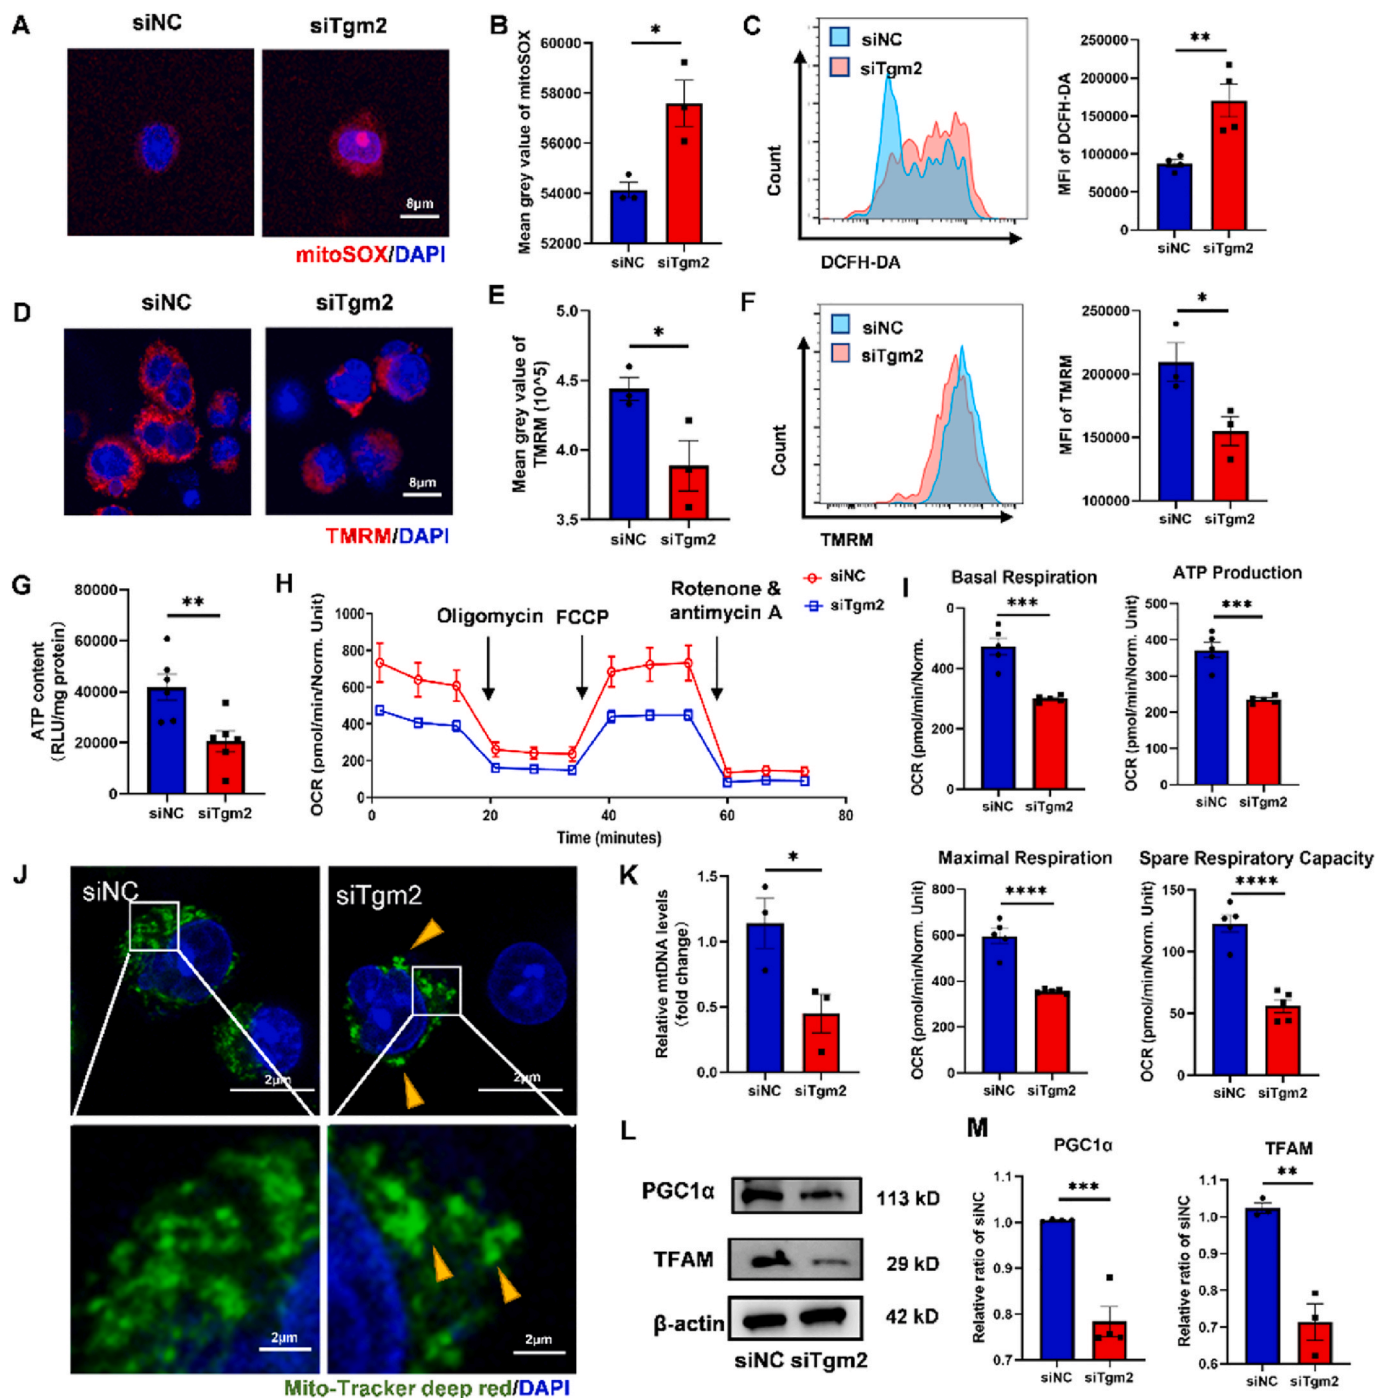 A
siNC
siTgm2
8μm
mitoSOX/DAPI
B
Mean grey value of mitoSOX
60000
58000
56000
54000
52000
*
siNC siTgm2
C
siNC
siTgm2
Count
DCFH-DA
MFI of DCFH-DA
250000
200000
150000
100000
50000
0
**
siNC siTgm2
D
siNC
siTgm2
8μm
TMRM/DAPI
E
Mean grey value of
TMRM (10^5)
5.0
4.5
4.0
3.5
*
siNC siTgm2
F
siNC
siTgm2
Count
TMRM
MFI of TMRM
250000
200000
150000
100000
*
siNC siTgm2
G
ATP content
(RLU/mg protein)
80000
60000
40000
20000
0
**
siNC siTgm2
H
OCR (pmol/min/Norm. Unit)
1000
800
600
400
200
0
Oligomycin
FCCP
Rotenone &
antimycin A
siNC
siTgm2
0 20 40 60 80
Time (minutes)
I
Basal Respiration
OCR (pmol/min/Norm.
0
400
200
0
***
siNC siTgm2
ATP Production
OCR (pmol/min/Norm. Unit)
500
400
300
200
100
0
***
siNC siTgm2
Maximal Respiration
OCR (pmol/min/Norm. Unit)
800
600
400
200
0
****
siNC siTgm2
Spare Respiratory Capacity
OCR (pmol/min/Norm. Unit)
150
100
50
0
****
siNC siTgm2
J
siNC
siTgm2
2μm
2μm
2μm
2μm
Mito-Tracker deep red/DAPI
K
Relative mtDNA levels
(fold change)
1.5
1.0
0.5
0.0
*
siNC siTgm2
L
PGC1α
113 kD
TFAM
29 kD
β-actin
42 kD
siNC siTgm2
M
PGC1α
Relative ratio of siNC
1.1
1.0
0.9
0.8
0.7
***
siNC siTgm2
TFAM
Relative ratio of siNC
1.1
1.0
0.9
0.8
0.7
0.6
**
siNC siTgm2